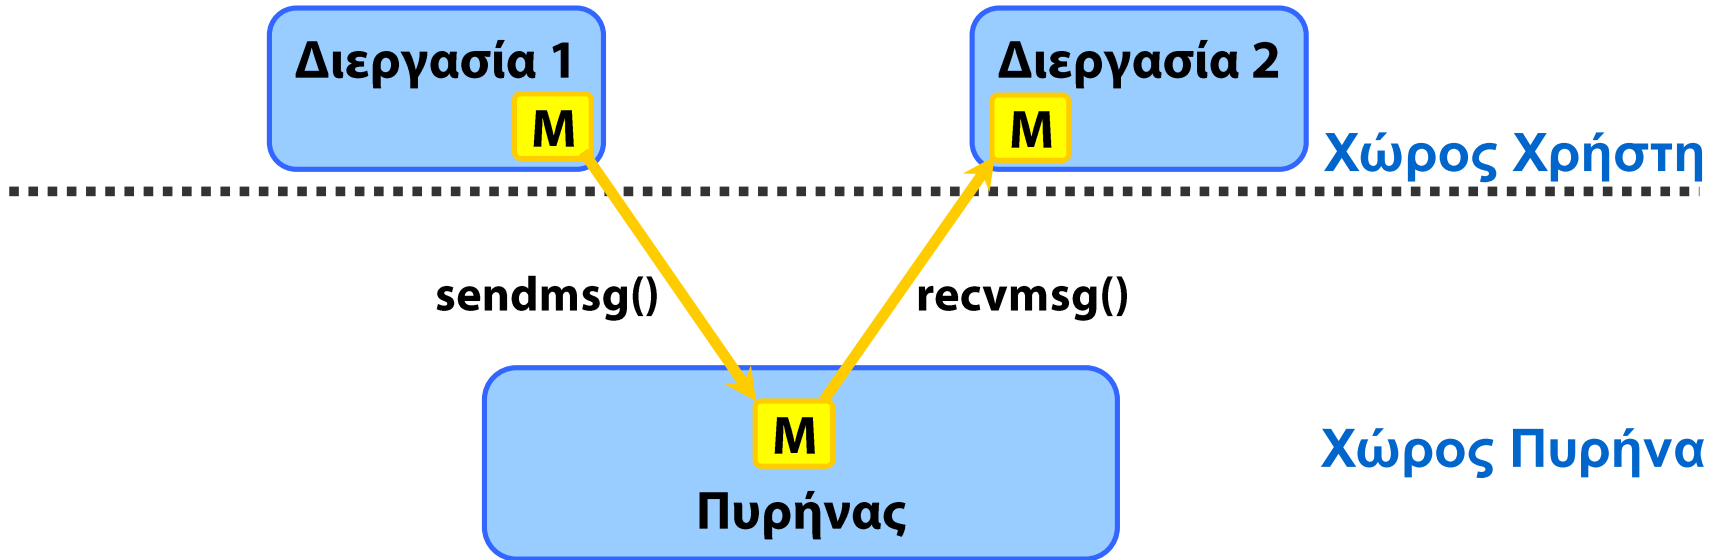 Διεργασία 1
Διεργασία 2
M
M
Χώρος Χρήστη
sendmsg()
recvmsg()
M
Χώρος Πυρήνα
Πυρήνας